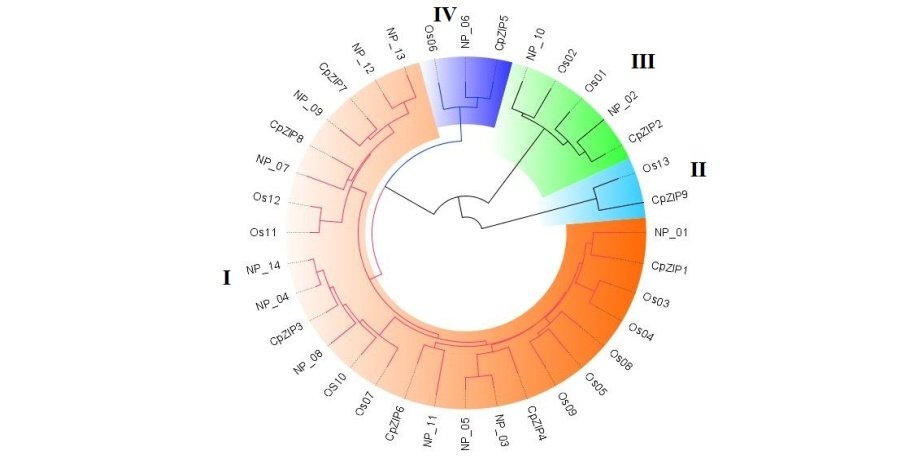 IV
III
II
I
Os06
NP_06
CpZIP5
NP_10
Os02
Os01
NP_02
CpZIP2
Os13
CpZIP9
NP_01
CpZIP1
Os03
Os04
Os08
Os05
Os09
CpZIP4
NP_03
NP_05
NP_11
CpZIP6
Os07
OS10
NP_08
CpZIP3
NP_04
NP_14
Os11
Os12
NP_07
CpZIP8
NP_09
CpZIP7
NP_12
NP_13